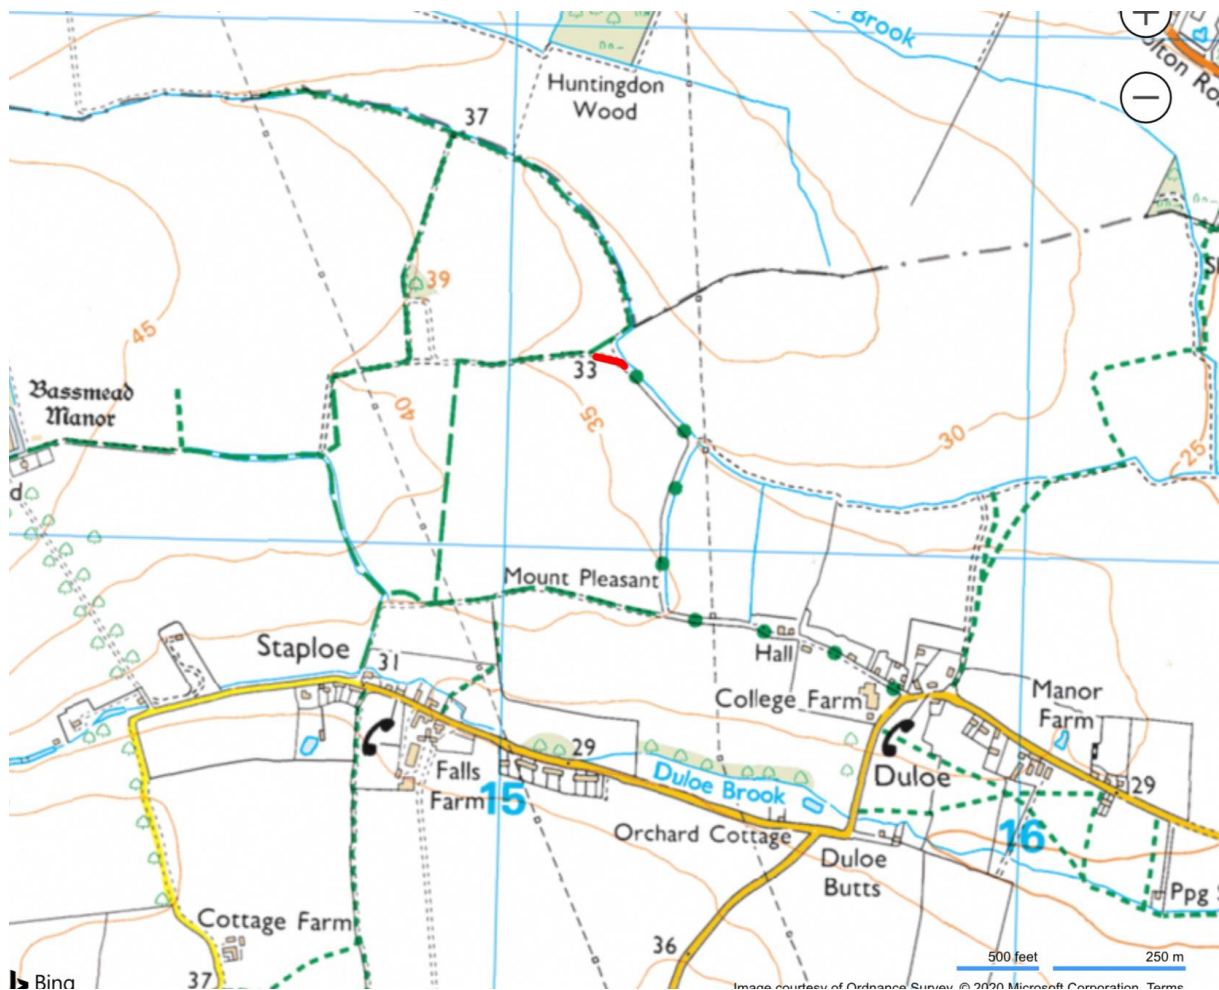 Brook
Huntingdon
Wood
37
39
45
33
Bassmead
Manor
40
35
30
25
d
Mount Pleasant
Staploe
31
Hall
College Farm
Manor
Farm
29
Falls
Farm
15
Duloe Brook
Duloe
29
Orchard Cottage
16
Duloe
Butts
Ppg
Cottage Farm
36
37
500 feet
250 m
Bing
Image courtesy of Ordnance Survey, © 2020 Microsoft Corporation, Terms